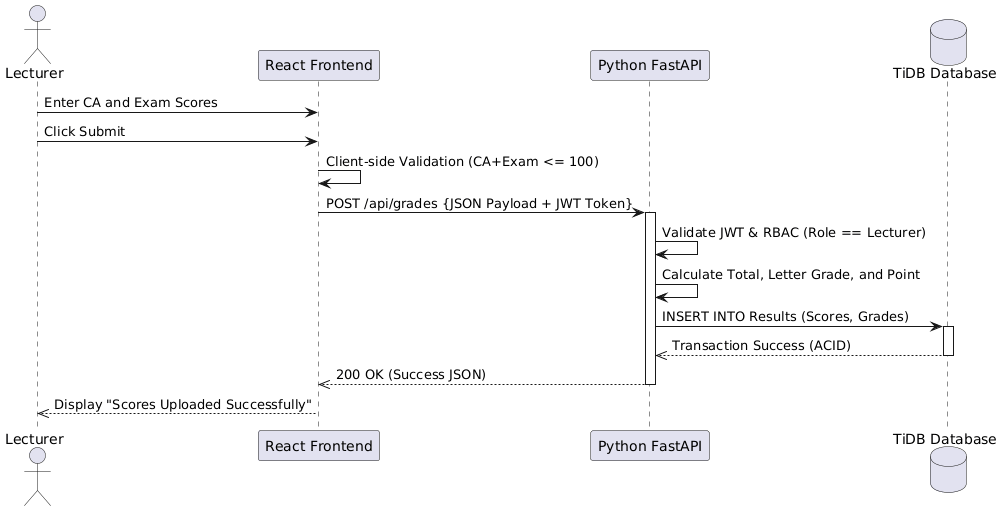 Lecturer
React Frontend
Python FastAPI
TiDB Database
Enter CA and Exam Scores
Click Submit
Client-side Validation (CA+Exam <= 100)
POST /api/grades {JSON Payload + JWT Token}
Validate JWT & RBAC (Role == Lecturer)
Calculate Total, Letter Grade, and Point
INSERT INTO Results (Scores, Grades)
Transaction Success (ACID)
200 OK (Success JSON)
Display "Scores Uploaded Successfully"
Lecturer
React Frontend
Python FastAPI
TiDB Database